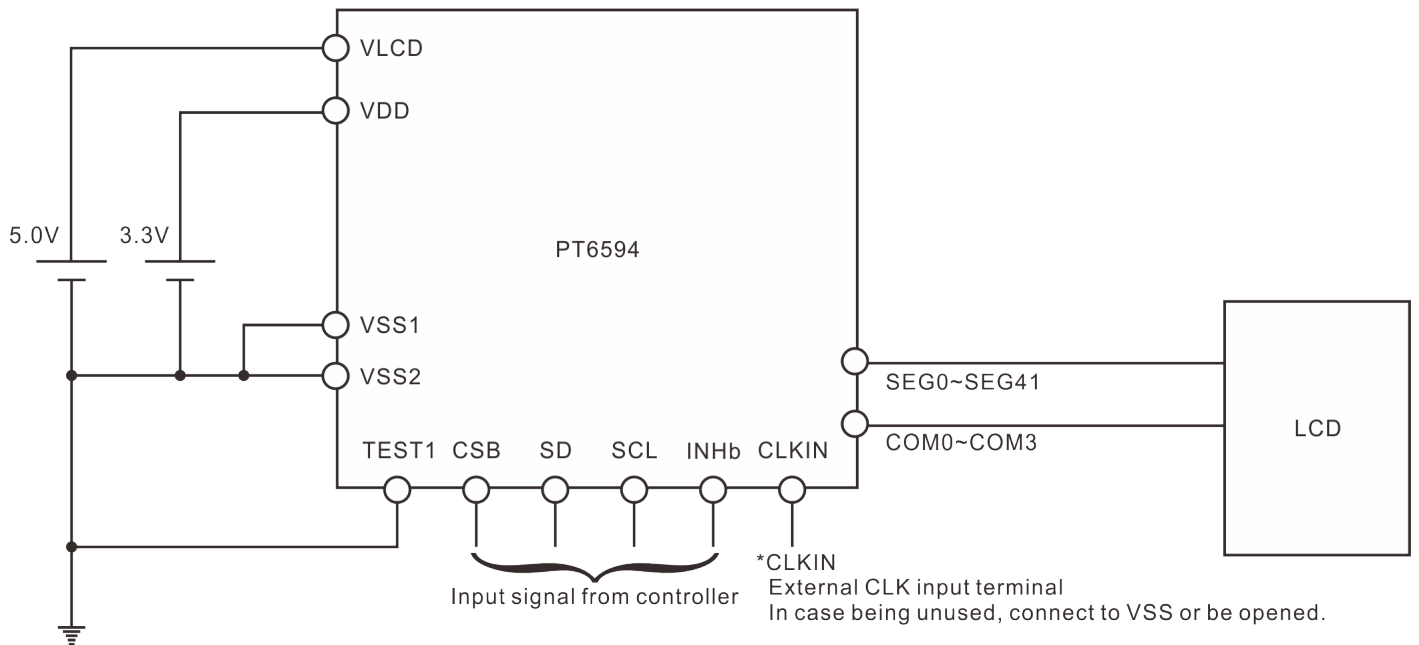 VLCD
VDD
5.0V
3.3V
PT6594
VSS1
VSS2
SEG0~SEG41
COM0~COM3
LCD
TEST1
CSB
SD
SCL
INHb
CLKIN
*CLKIN
External CLK input terminal
In case being unused, connect to VSS or be opened.
Input signal from controller